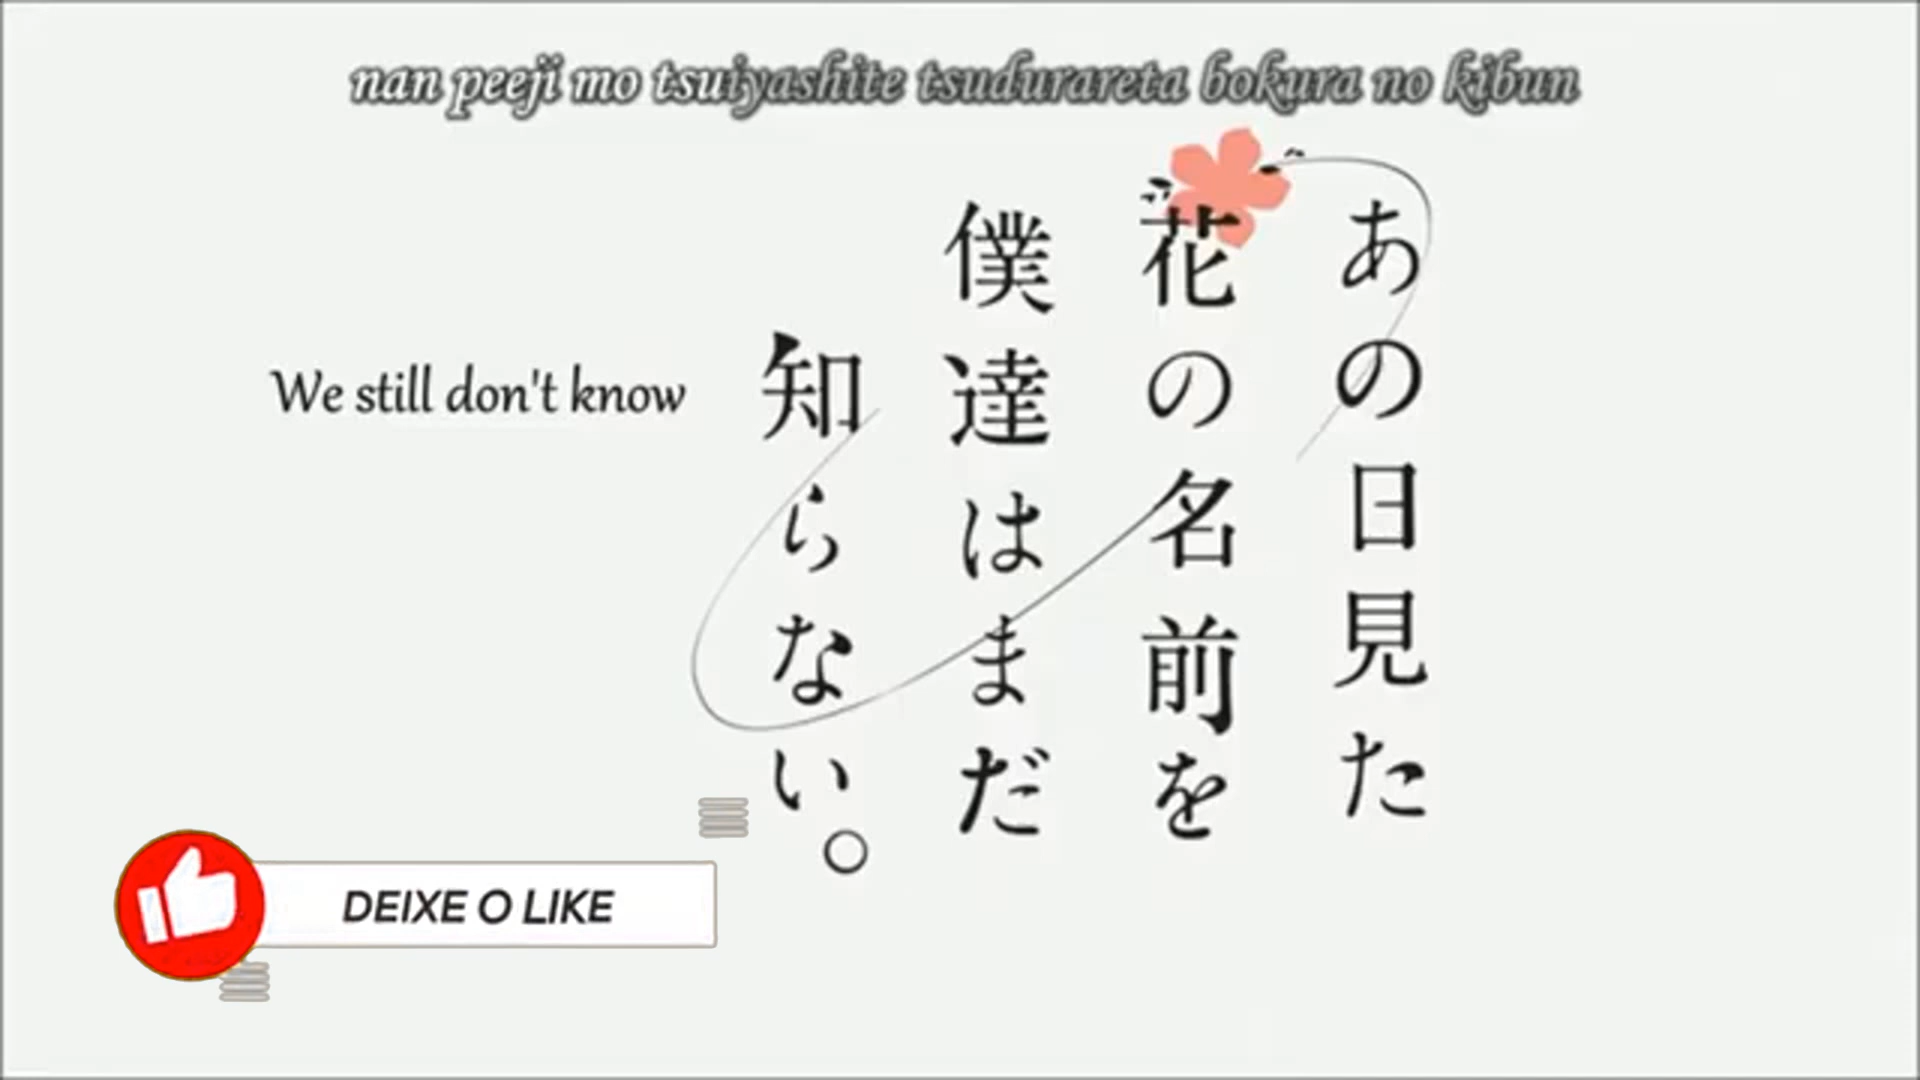 nan peeji mo tsuiyashite tsudurareta bokura no kibun
あの日見た
花の名前を
僕達はまだ
知らない。
We still don't know
DEIXE O LIKE